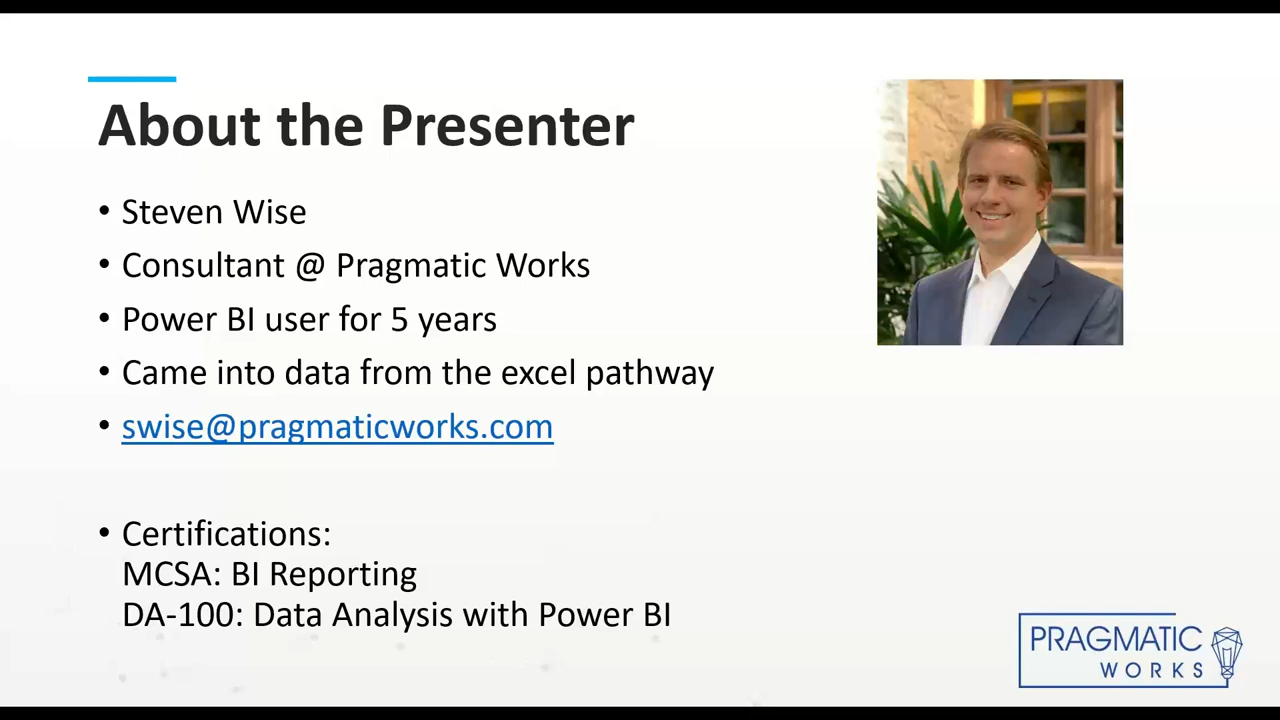 About the Presenter
• Steven Wise
• Consultant @ Pragmatic Works
• Power BI user for 5 years
• Came into data from the excel pathway
• swise@pragmaticworks.com
• Certifications:
MCSA: BI Reporting
DA-100: Data Analysis with Power BI
PRAGMATIC
WORKS